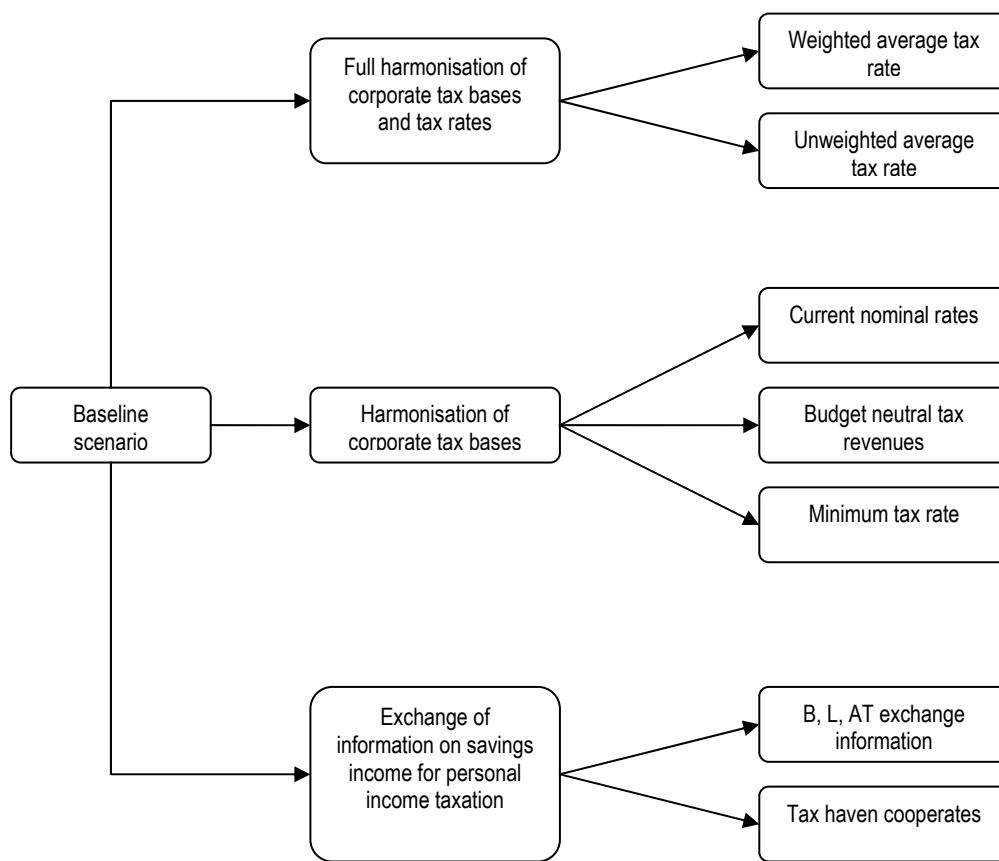 Full harmonisation of
corporate tax bases
and tax rates
Weighted average tax
rate
Unweighted average
tax rate
Baseline
scenario
Harmonisation of
corporate tax bases
Current nominal rates
Budget neutral tax
revenues
Minimum tax rate
Exchange of
information on savings
income for personal
income taxation
B, L, AT exchange
information
Tax haven cooperates